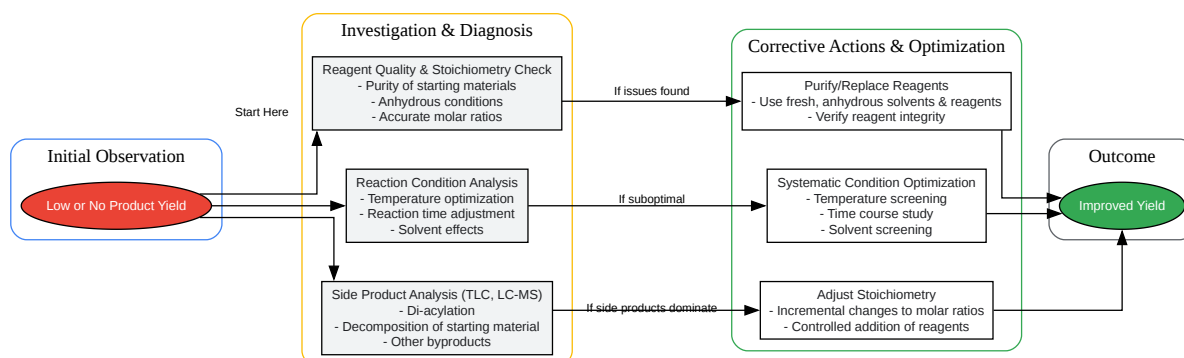 Initial Observation
Low or No Product Yield
Start Here
Investigation & Diagnosis
Reagent Quality & Stoichiometry Check
- Purity of starting materials
- Anhydrous conditions
- Accurate molar ratios
Reaction Condition Analysis
- Temperature optimization
- Reaction time adjustment
- Solvent effects
Side Product Analysis (TLC, LC-MS)
- Di-acylation
- Decomposition of starting material
- Other byproducts
If issues found
If suboptimal
If side products dominate
Corrective Actions & Optimization
Purify/Replace Reagents
- Use fresh, anhydrous solvents & reagents
- Verify reagent integrity
Systematic Condition Optimization
- Temperature screening
- Time course study
- Solvent screening
Adjust Stoichiometry
- Incremental changes to molar ratios
- Controlled addition of reagents
Outcome
Improved Yield